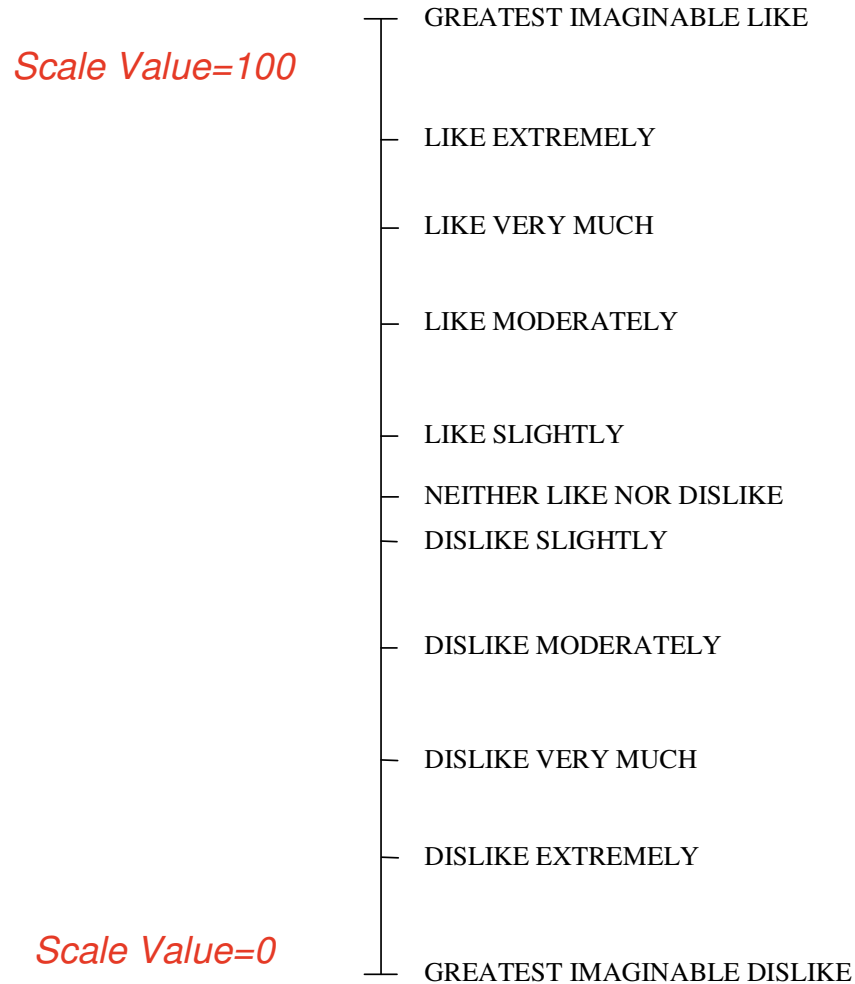 GREATEST IMAGINABLE LIKE
Scale Value=100
LIKE EXTREMELY
LIKE VERY MUCH
LIKE MODERATELY
LIKE SLIGHTLY
NEITHER LIKE NOR DISLIKE
DISLIKE SLIGHTLY
DISLIKE MODERATELY
DISLIKE VERY MUCH
DISLIKE EXTREMELY
Scale Value=0
GREATEST IMAGINABLE DISLIKE